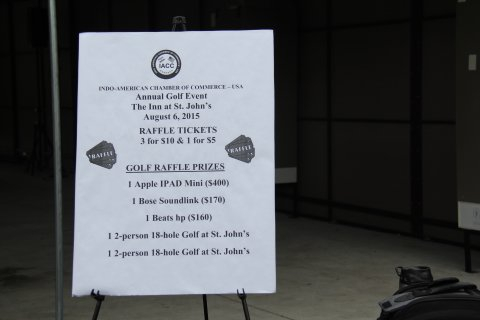 IACC
INDO-AMERICAN CHAMBER OF COMMERCE – USA
Annual Golf Event
The Inn at St. John's
August 6, 2015
RAFFLE TICKETS
3 for $10 & 1 for $5
RAFFLE
RAFFLE
GOLF RAFFLE PRIZES
1 Apple IPAD Mini ($400)
1 Bose Soundlink ($170)
1 Beats hp ($160)
1 2-person 18-hole Golf at St. John's
1 2-person 18-hole Golf at St. John's